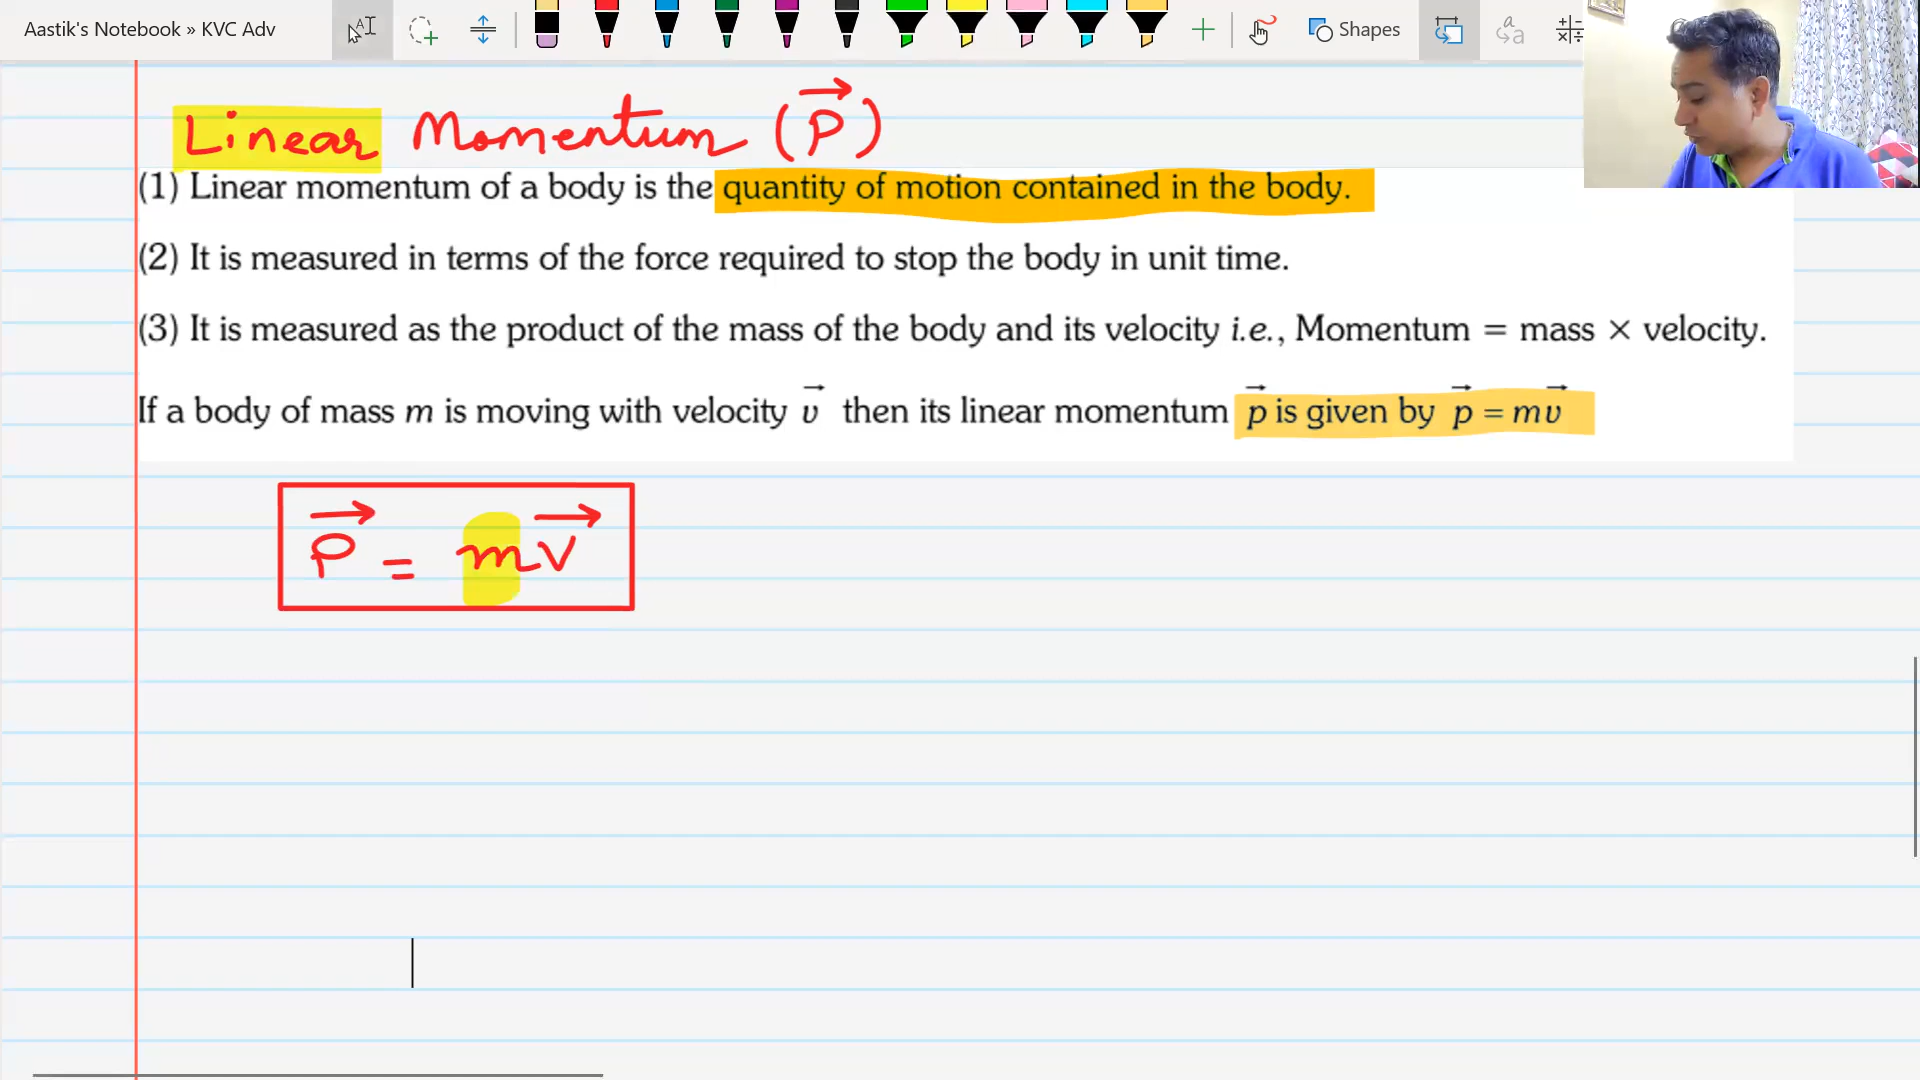 Aastik's Notebook » KVC Adv
Shapes
Linear Momentum (P⃗)
(1) Linear momentum of a body is the quantity of motion contained in the body.
(2) It is measured in terms of the force required to stop the body in unit time.
(3) It is measured as the product of the mass of the body and its velocity i.e., Momentum = mass × velocity.
If a body of mass m is moving with velocity v⃗ then its linear momentum p⃗ is given by p⃗ = mv⃗
P⃗ = mv⃗